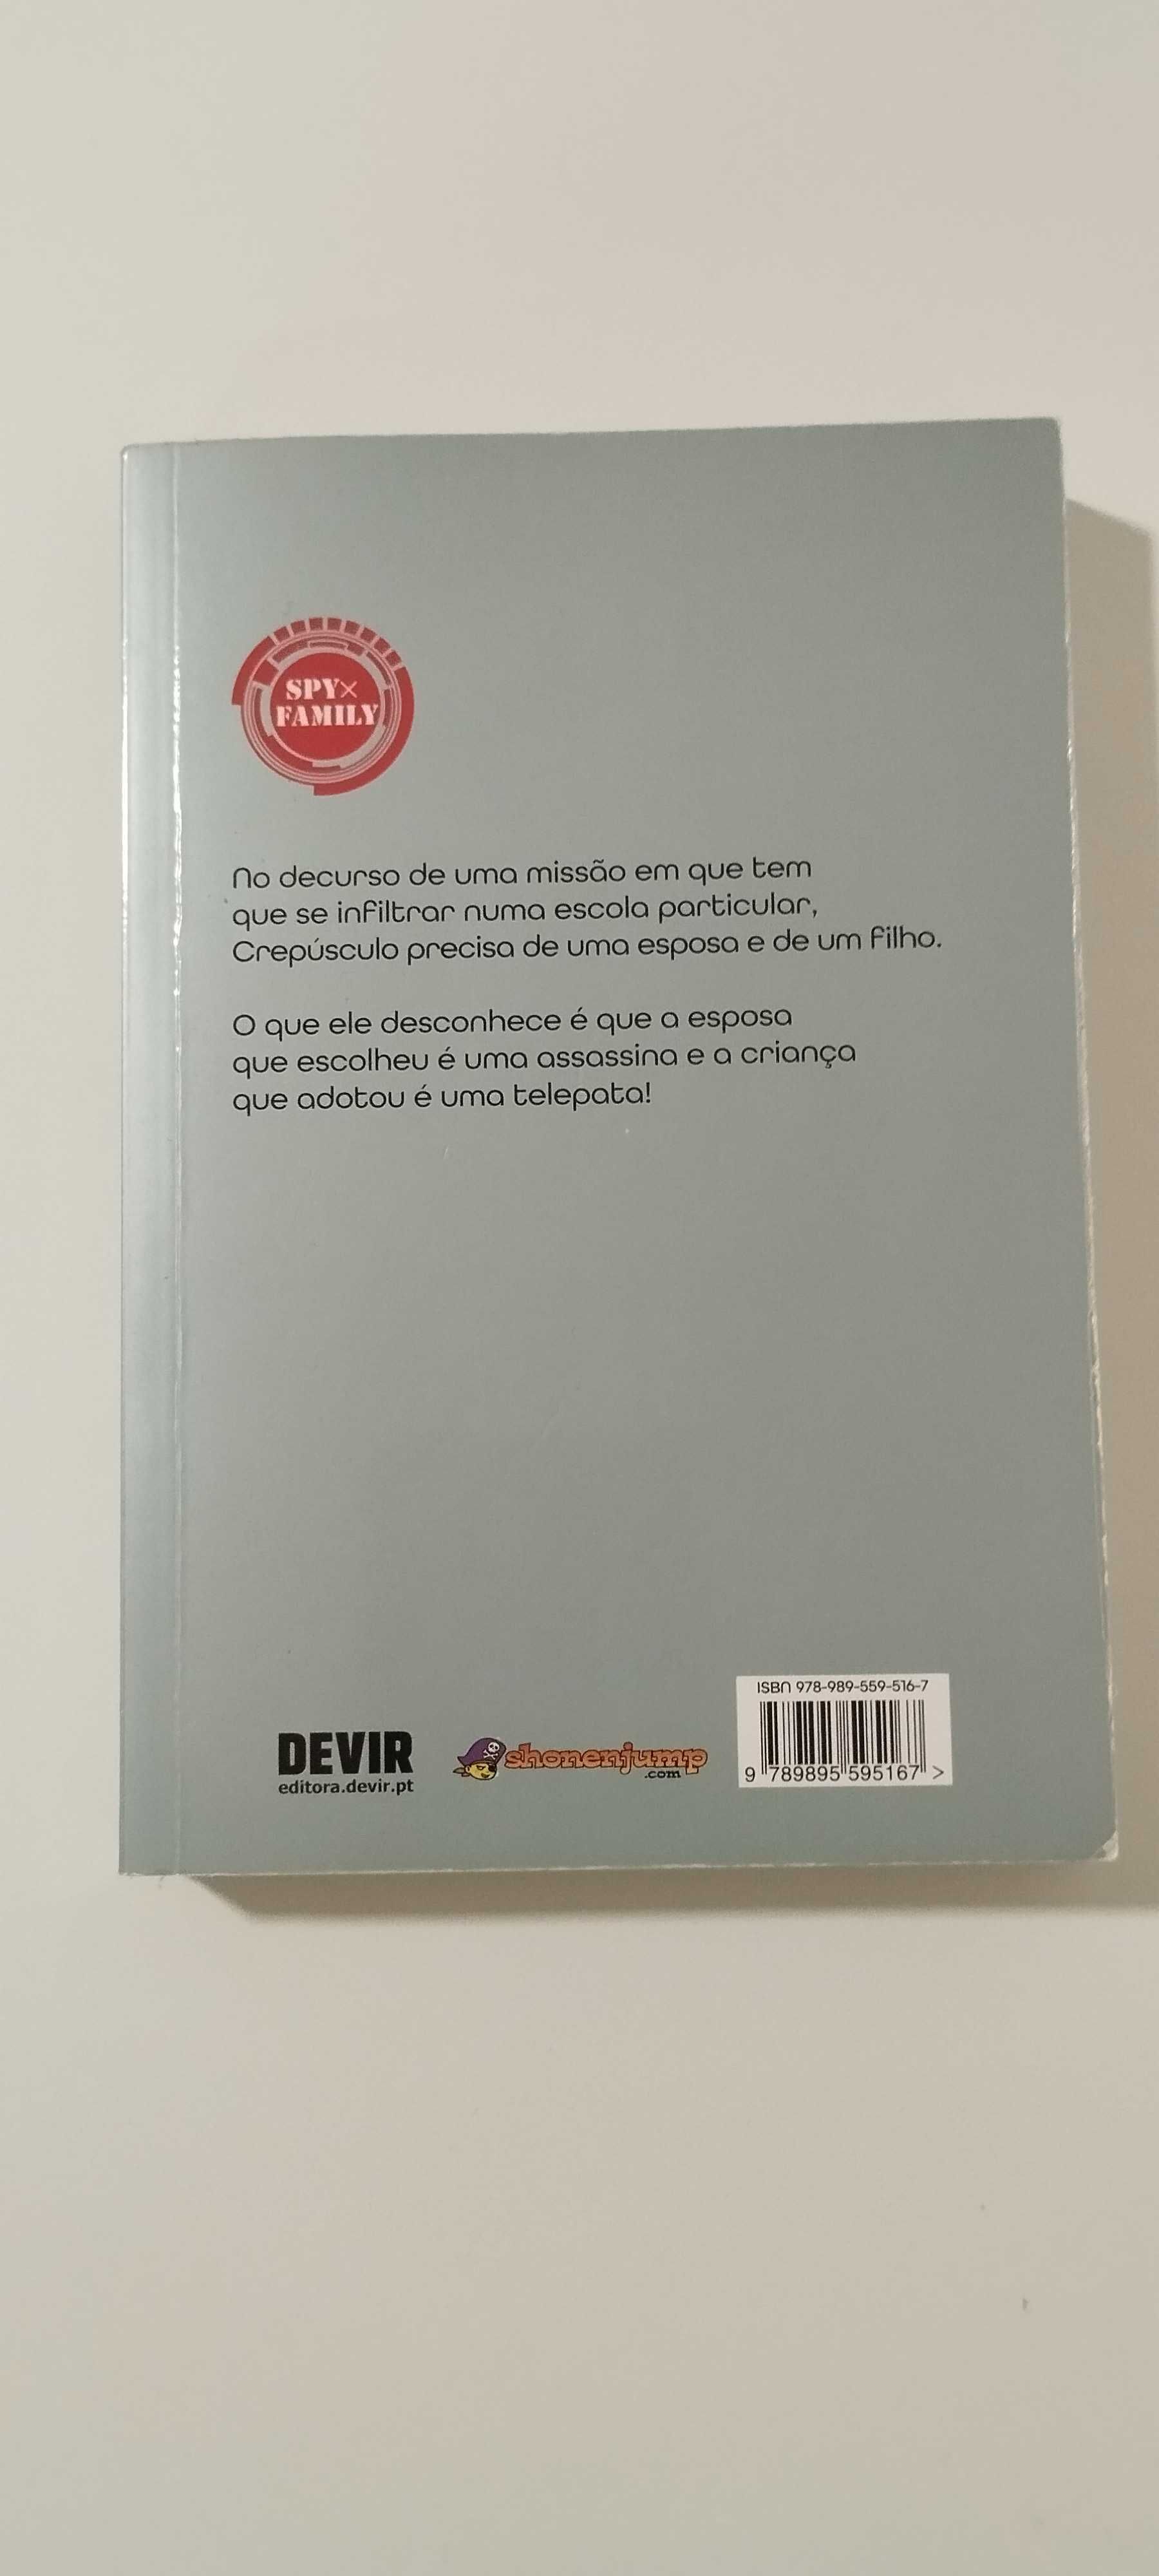 SPY×
FAMILY
No decurso de uma missão em que tem
que se infiltrar numa escola particular,
Crepúsculo precisa de uma esposa e de um filho.
O que ele desconhece é que a esposa
que escolheu é uma assassina e a criança
que adotou é uma telepata!
DEVIR
editora.devir.pt
shonenjump
.com
ISBN 978-989-559-516-7
9 789895 595167 >